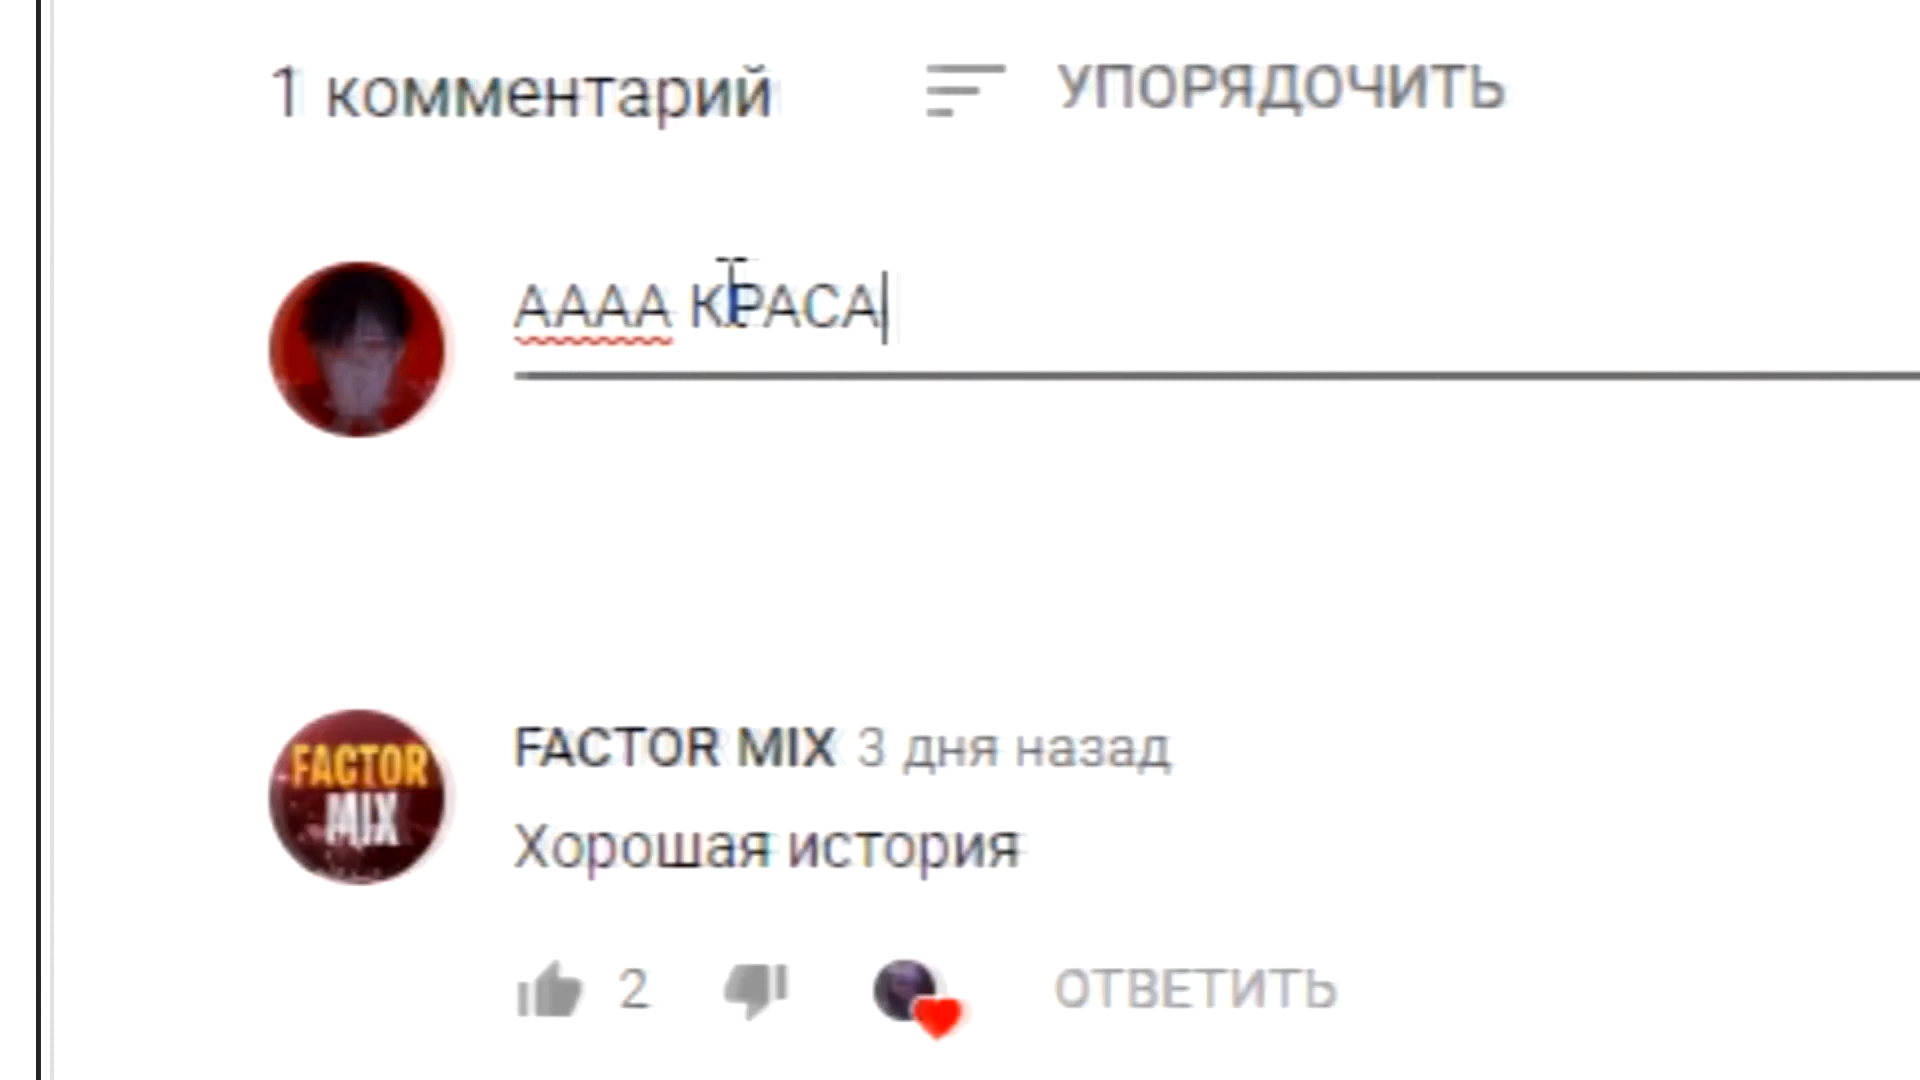 1 комментарий УПОРЯДОЧИТЬ
АААА КРАСА
FACTOR MIX 3 дня назад
FACTOR
MIX
Хорошая история
2 ОТВЕТИТЬ